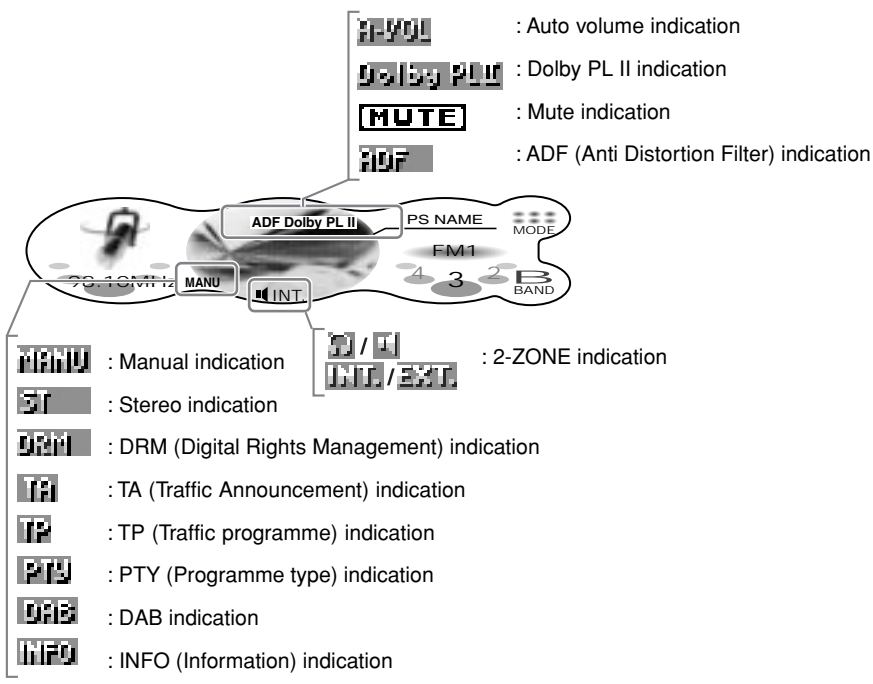 A-VOL : Auto volume indication
Dolby PLII : Dolby PL II indication
MUTE : Mute indication
ADF : ADF (Anti Distortion Filter) indication
ADF Dolby PL II
PS NAME
MODE
FM1
98.10MHz
MANU
INT.
4 3 2
B
BAND
/
INT. / EXT. : 2-ZONE indication
MANU : Manual indication
ST : Stereo indication
DRM : DRM (Digital Rights Management) indication
TA : TA (Traffic Announcement) indication
TP : TP (Traffic programme) indication
PTY : PTY (Programme type) indication
DAB : DAB indication
INFO : INFO (Information) indication